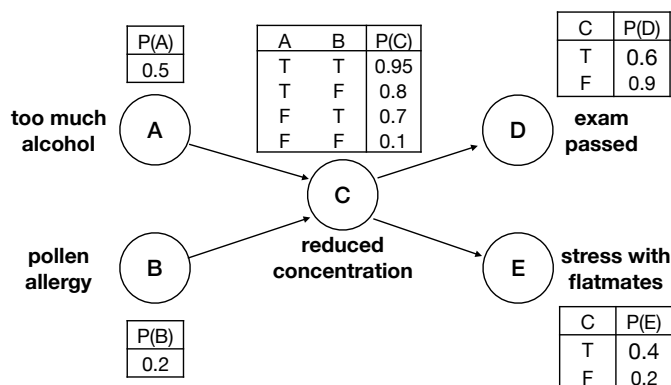 P(A)
0.5
A B P(C)
T T 0.95
T F 0.8
F T 0.7
F F 0.1
C P(D)
T 0.6
F 0.9
too much
alcohol
A
D
exam
passed
C
reduced
concentration
pollen
allergy
B
E
stress with
flatmates
P(B)
0.2
C P(E)
T 0.4
F 0.2